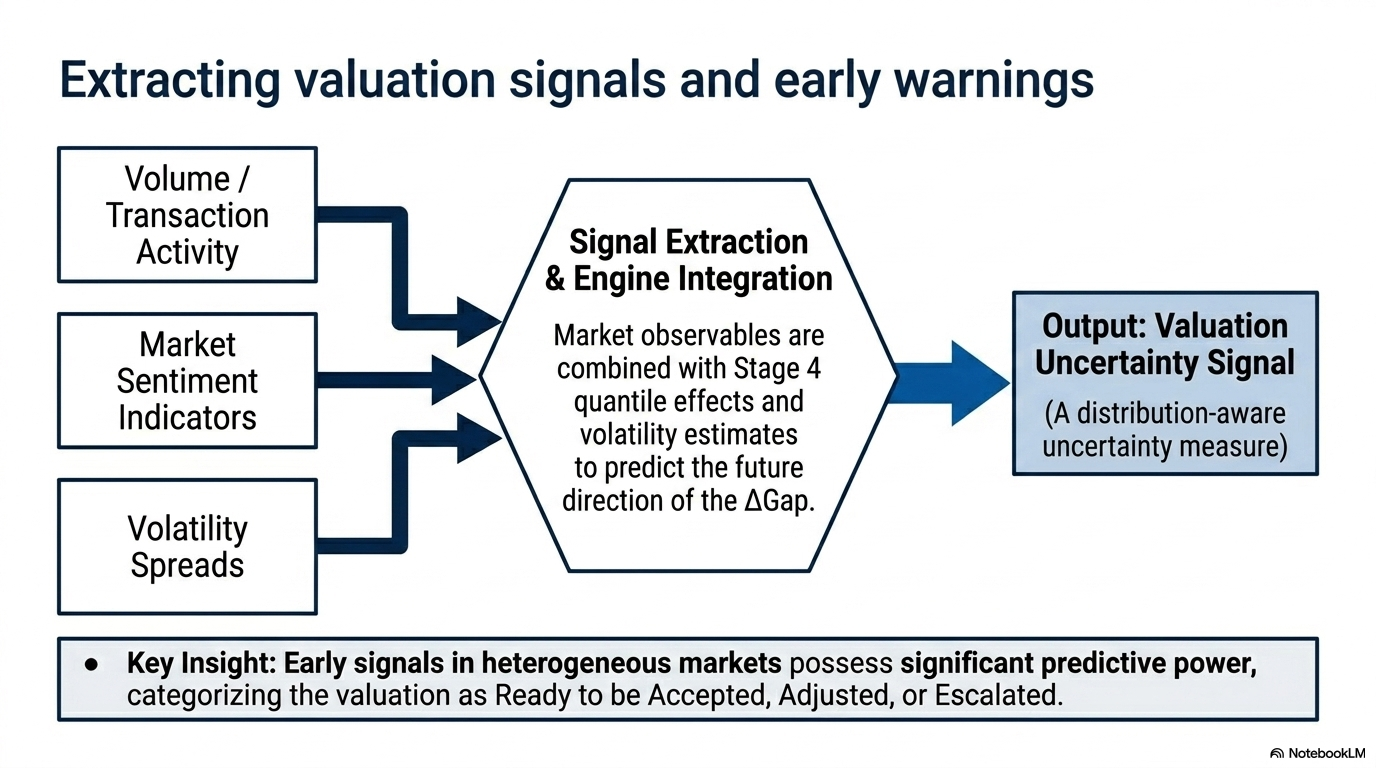 Extracting valuation signals and early warnings
Volume /
Transaction
Activity
Market
Sentiment
Indicators
Volatility
Spreads
Signal Extraction
& Engine Integration
Market observables are
combined with Stage 4
quantile effects and
volatility estimates
to predict the future
direction of the ΔGap.
Output: Valuation
Uncertainty Signal
(A distribution-aware
uncertainty measure)
● Key Insight: Early signals in heterogeneous markets possess significant predictive power,
categorizing the valuation as Ready to be Accepted, Adjusted, or Escalated.
NotebookLM